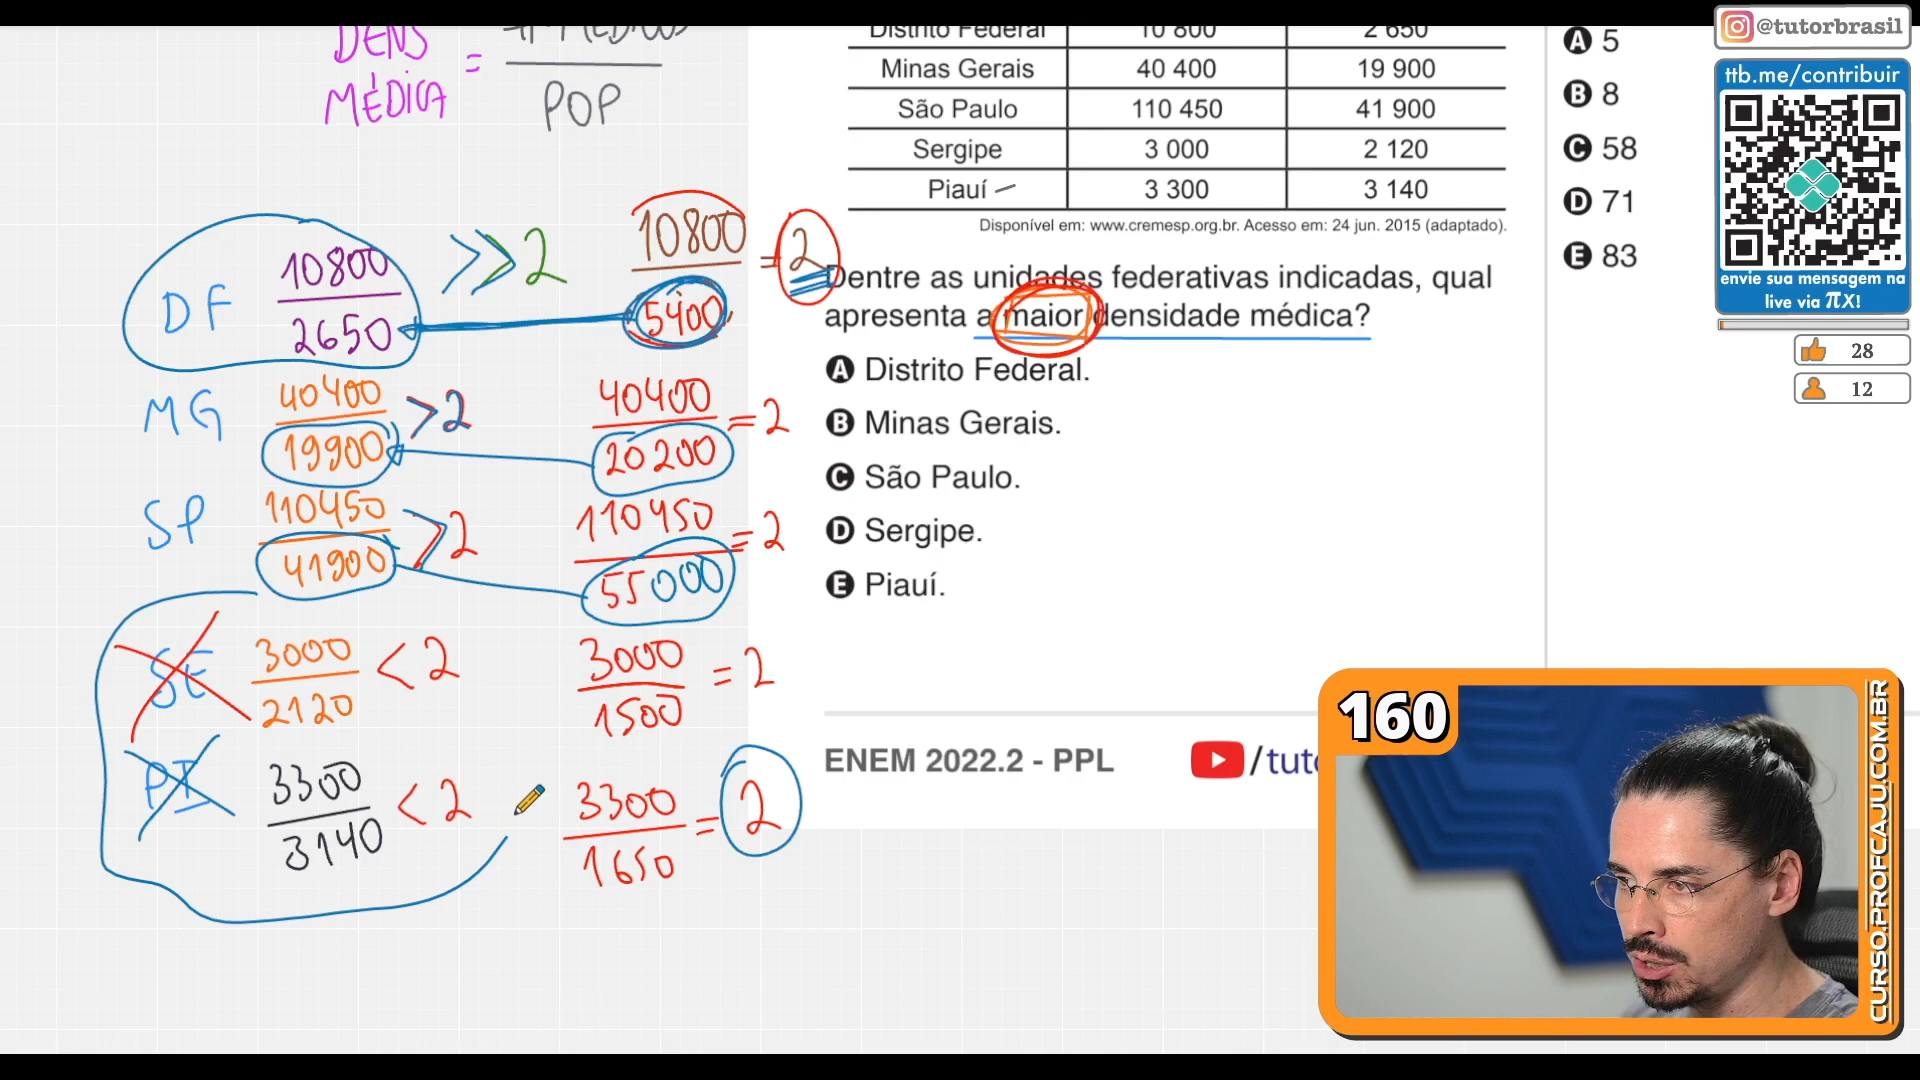 DENS
MÉDICA = # MÉDICOS
POP
DF 10800 >>> 2 10800 = 2
2650 5400
MG 40400 > 2 40400 = 2
19900 20200
SP 110450 > 2 110450 = 2
41900 55000
SE 3000 < 2 3000 = 2
2120 1500
PI 3300 < 2 3300 = 2
3140 1650
Distrito Federal 10 800 2 650
Minas Gerais 40 400 19 900
São Paulo 110 450 41 900
Sergipe 3 000 2 120
Piauí 3 300 3 140
Disponível em: www.cremesp.org.br. Acesso em: 24 jun. 2015 (adaptado).
Dentre as unidades federativas indicadas, qual
apresenta a maior densidade médica?
A Distrito Federal.
B Minas Gerais.
C São Paulo.
D Sergipe.
E Piauí.
ENEM 2022.2 - PPL
/tut
A 5
B 8
C 58
D 71
E 83
@tutorbrasil
ttb.me/contribuir
envie sua mensagem na
live via πX!
28
12
160
CURSO.PROFCAJU.COM.BR